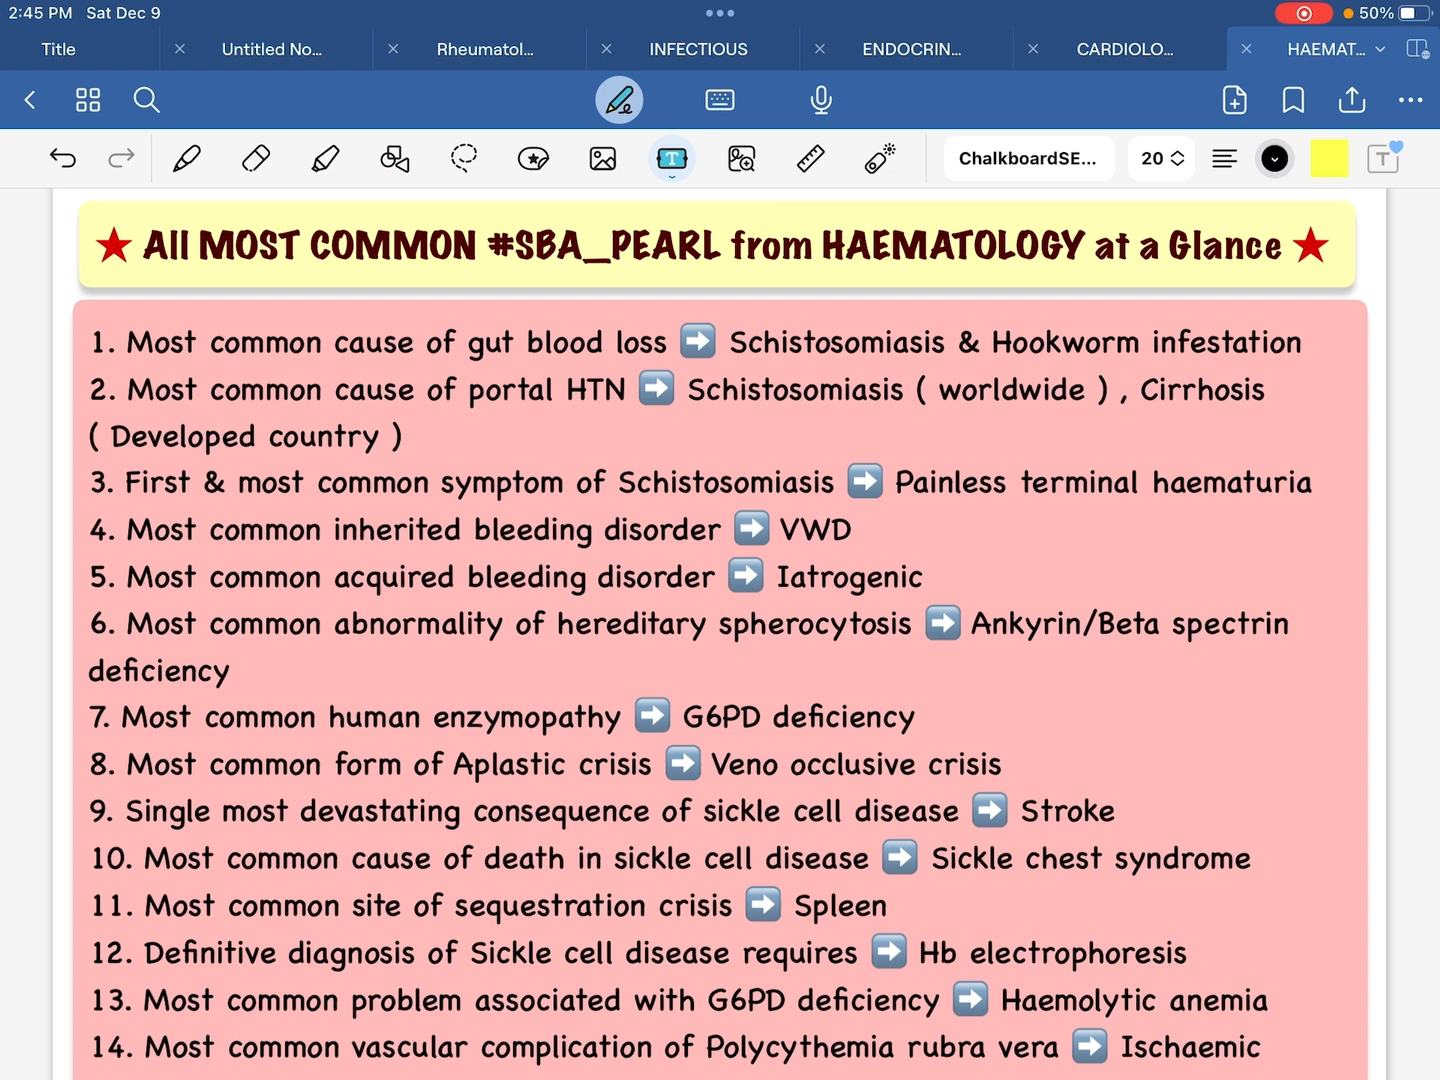 2:45 PM Sat Dec 9
50%
Title
Untitled No...
Rheumatol...
INFECTIOUS
ENDOCRIN...
CARDIOLO...
HAEMAT...
ChalkboardSE...
20
All MOST COMMON #SBA_PEARL from HAEMATOLOGY at a Glance
1. Most common cause of gut blood loss ➡️ Schistosomiasis & Hookworm infestation
2. Most common cause of portal HTN ➡️ Schistosomiasis ( worldwide ) , Cirrhosis
( Developed country )
3. First & most common symptom of Schistosomiasis ➡️ Painless terminal haematuria
4. Most common inherited bleeding disorder ➡️ VWD
5. Most common acquired bleeding disorder ➡️ Iatrogenic
6. Most common abnormality of hereditary spherocytosis ➡️ Ankyrin/Beta spectrin
deficiency
7. Most common human enzymopathy ➡️ G6PD deficiency
8. Most common form of Aplastic crisis ➡️ Veno occlusive crisis
9. Single most devastating consequence of sickle cell disease ➡️ Stroke
10. Most common cause of death in sickle cell disease ➡️ Sickle chest syndrome
11. Most common site of sequestration crisis ➡️ Spleen
12. Definitive diagnosis of Sickle cell disease requires ➡️ Hb electrophoresis
13. Most common problem associated with G6PD deficiency ➡️ Haemolytic anemia
14. Most common vascular complication of Polycythemia rubra vera ➡️ Ischaemic